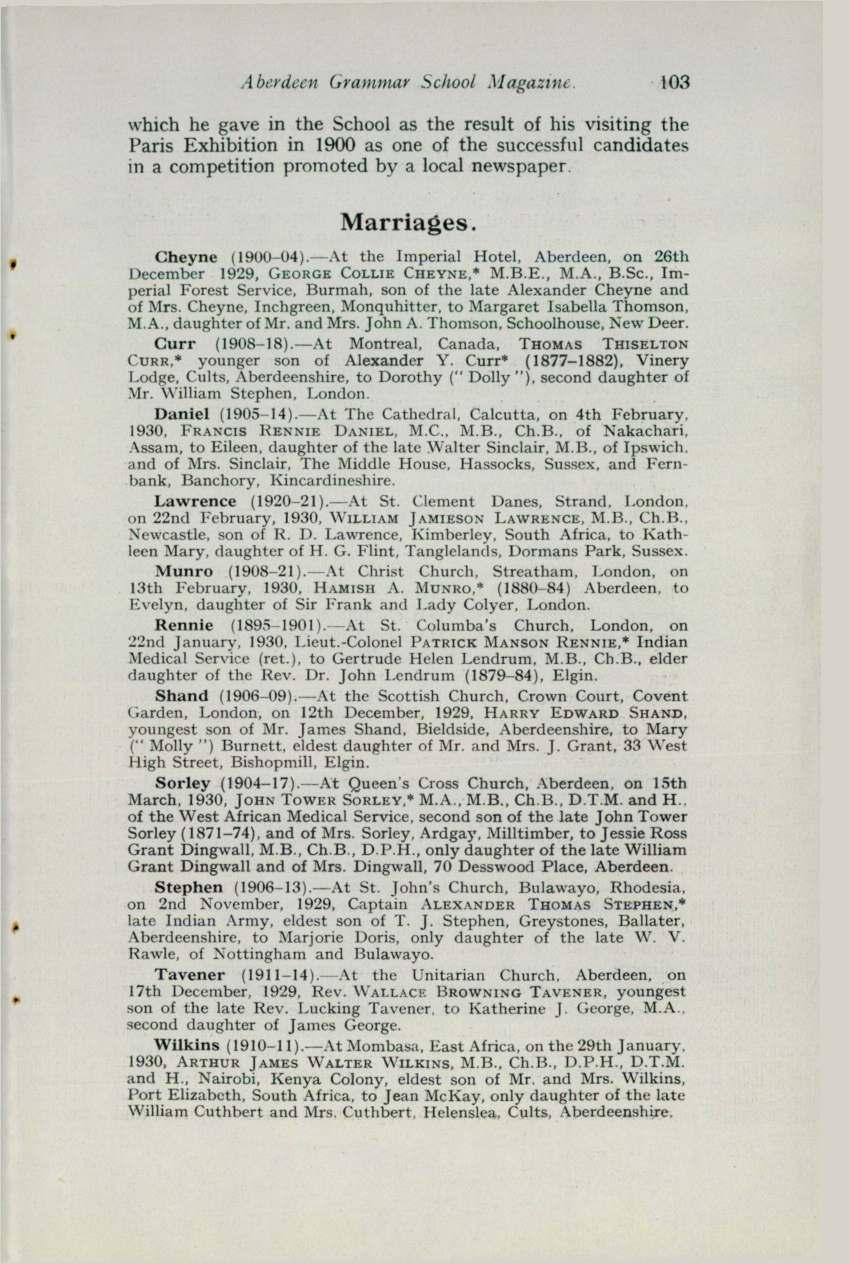 Aberdeen Grammar School Magazine. 103
which he gave in the School as the result of his visiting the
Paris Exhibition in 1900 as one of the successful candidates
in a competition promoted by a local newspaper.
Marriages.
Cheyne (1900–04).—At the Imperial Hotel, Aberdeen, on 26th
December 1929, GEORGE COLLIE CHEYNE,* M.B.E., M.A., B.Sc., Im-
perial Forest Service, Burmah, son of the late Alexander Cheyne and
of Mrs. Cheyne, Inchgreen, Monquhitter, to Margaret Isabella Thomson,
M.A., daughter of Mr. and Mrs. John A. Thomson, Schoolhouse, New Deer.
Curr (1908–18).—At Montreal, Canada, THOMAS THISELTON
CURR,* younger son of Alexander Y. Curr* (1877–1882), Vinery
Lodge, Cults, Aberdeenshire, to Dorothy (“ Dolly ”), second daughter of
Mr. William Stephen, London.
Daniel (1905–14).—At The Cathedral, Calcutta, on 4th February,
1930, FRANCIS RENNIE DANIEL, M.C., M.B., Ch.B., of Nakachari,
Assam, to Eileen, daughter of the late Walter Sinclair, M.B., of Ipswich,
and of Mrs. Sinclair, The Middle House, Hassocks, Sussex, and Fern-
bank, Banchory, Kincardineshire.
Lawrence (1920–21).—At St. Clement Danes, Strand, London,
on 22nd February, 1930, WILLIAM JAMIESON LAWRENCE, M.B., Ch.B.,
Newcastle, son of R. D. Lawrence, Kimberley, South Africa, to Kath-
leen Mary, daughter of H. G. Flint, Tanglelands, Dormans Park, Sussex.
Munro (1908–21).—At Christ Church, Streatham, London, on
13th February, 1930, HAMISH A. MUNRO,* (1880–84) Aberdeen, to
Evelyn, daughter of Sir Frank and Lady Colyer, London.
Rennie (1895–1901).—At St. Columba's Church, London, on
22nd January, 1930, Lieut.-Colonel PATRICK MANSON RENNIE,* Indian
Medical Service (ret.), to Gertrude Helen Lendrum, M.B., Ch.B., elder
daughter of the Rev. Dr. John Lendrum (1879–84), Elgin.
Shand (1906–09).—At the Scottish Church, Crown Court, Covent
Garden, London, on 12th December, 1929, HARRY EDWARD SHAND,
youngest son of Mr. James Shand, Bieldside, Aberdeenshire, to Mary
(“ Molly ”) Burnett, eldest daughter of Mr. and Mrs. J. Grant, 33 West
High Street, Bishopmill, Elgin.
Sorley (1904–17).—At Queen's Cross Church, Aberdeen, on 15th
March, 1930, JOHN TOWER SORLEY,* M.A., M.B., Ch.B., D.T.M. and H.,
of the West African Medical Service, second son of the late John Tower
Sorley (1871–74), and of Mrs. Sorley, Ardgay, Milltimber, to Jessie Ross
Grant Dingwall, M.B., Ch.B., D.P.H., only daughter of the late William
Grant Dingwall and of Mrs. Dingwall, 70 Desswood Place, Aberdeen.
Stephen (1906–13).—At St. John's Church, Bulawayo, Rhodesia,
on 2nd November, 1929, Captain ALEXANDER THOMAS STEPHEN,*
late Indian Army, eldest son of T. J. Stephen, Greystones, Ballater,
Aberdeenshire, to Marjorie Doris, only daughter of the late W. V.
Rawle, of Nottingham and Bulawayo.
Tavener (1911–14).—At the Unitarian Church, Aberdeen, on
17th December, 1929, Rev. WALLACE BROWNING TAVENER, youngest
son of the late Rev. Lucking Tavener, to Katherine J. George, M.A.,
second daughter of James George.
Wilkins (1910–11).—At Mombasa, East Africa, on the 29th January,
1930, ARTHUR JAMES WALTER WILKINS, M.B., Ch.B., D.P.H., D.T.M.
and H., Nairobi, Kenya Colony, eldest son of Mr. and Mrs. Wilkins,
Port Elizabeth, South Africa, to Jean McKay, only daughter of the late
William Cuthbert and Mrs. Cuthbert, Helenslea, Cults, Aberdeenshire.